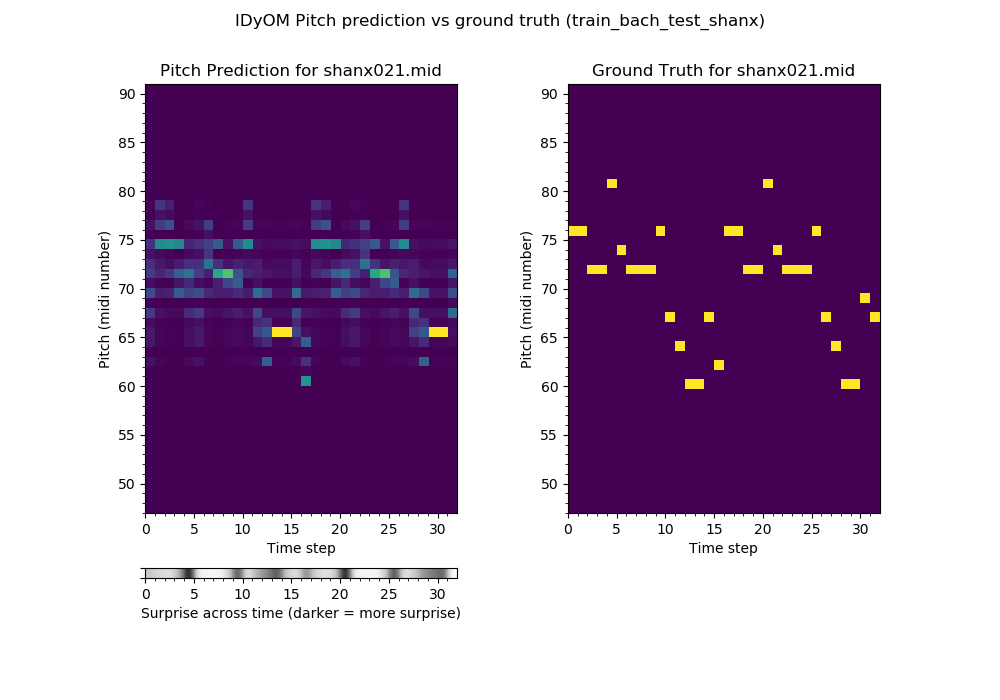 IDyOM Pitch prediction vs ground truth (train_bach_test_shanx)
Pitch Prediction for shanx021.mid
90
85
80
75
70
65
60
55
50
Pitch (midi number)
0 5 10 15 20 25 30
Time step
0 5 10 15 20 25 30
Surprise across time (darker = more surprise)
Ground Truth for shanx021.mid
90
85
80
75
70
65
60
55
50
Pitch (midi number)
0 5 10 15 20 25 30
Time step